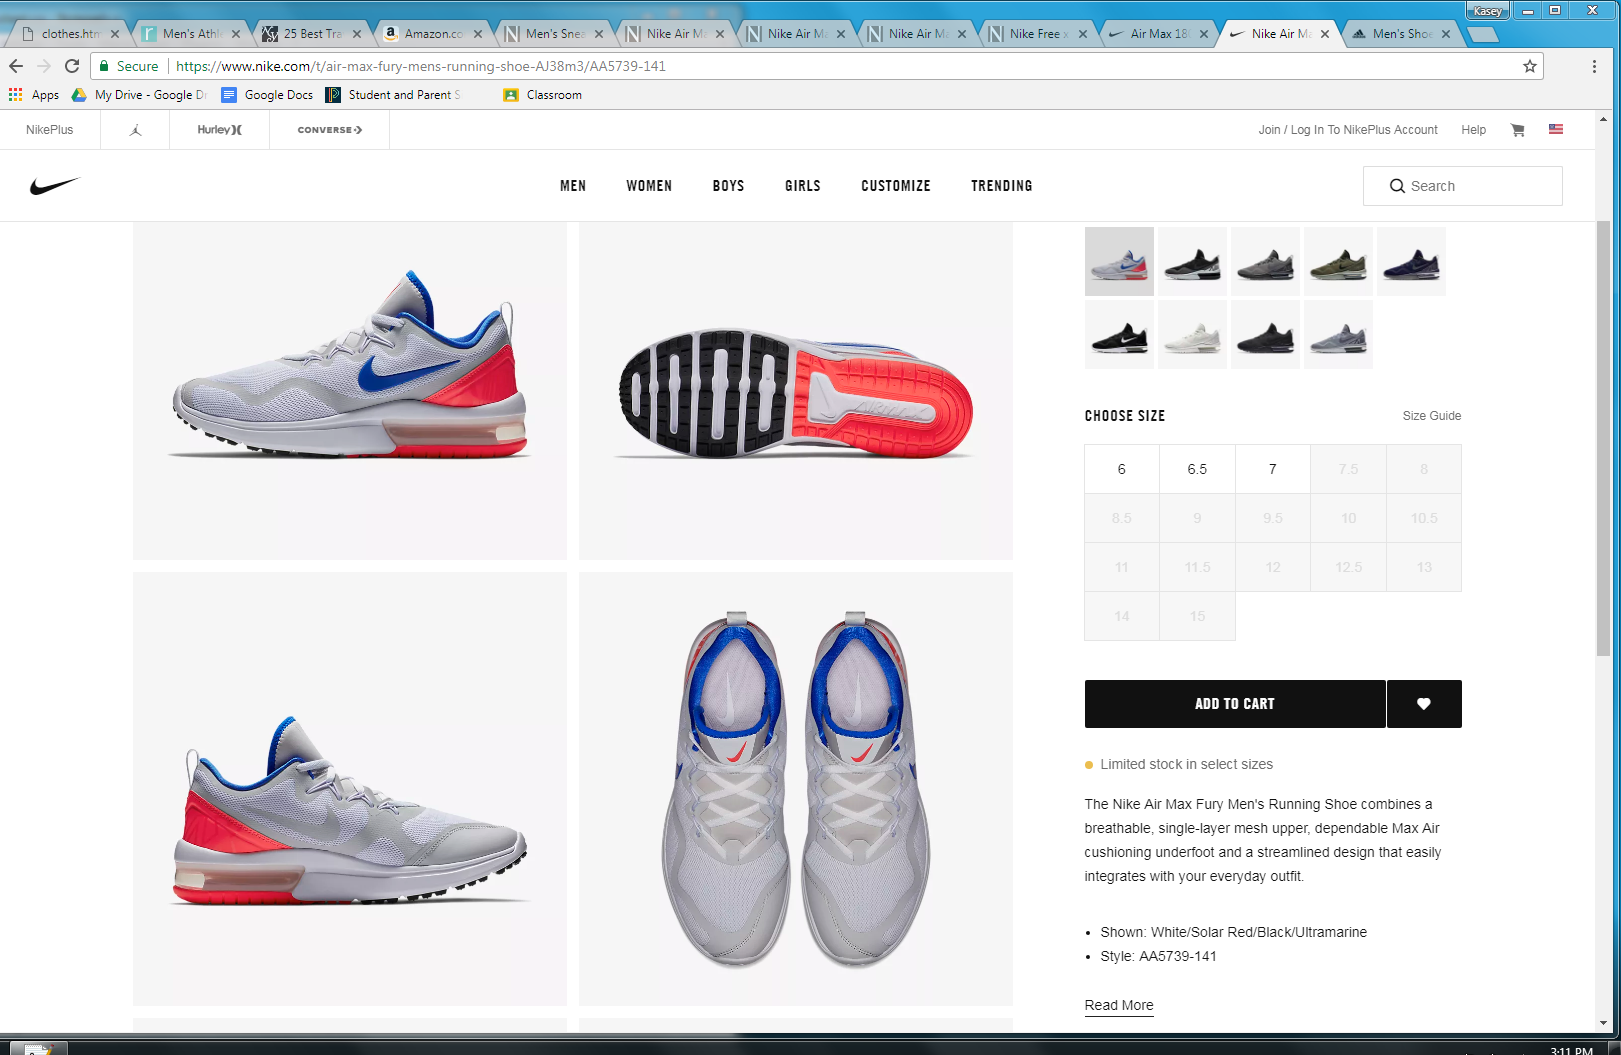 Kasey
clothes.htm
Men's Athl
25 Best Tra
Amazon.co
Men's Snea
Nike Air Ma
Nike Air Ma
Nike Air Ma
Nike Free x
Air Max 180
Nike Air Ma
Men's Shoe
Secure https://www.nike.com/t/air-max-fury-mens-running-shoe-AJ38m3/AA5739-141
Apps My Drive - Google Dr Google Docs Student and Parent S Classroom
NikePlus Hurley CONVERSE Join / Log In To NikePlus Account Help
MEN WOMEN BOYS GIRLS CUSTOMIZE TRENDING Search
CHOOSE SIZE Size Guide
6 6.5 7 7.5 8
8.5 9 9.5 10 10.5
11 11.5 12 12.5 13
14 15
ADD TO CART
Limited stock in select sizes
The Nike Air Max Fury Men's Running Shoe combines a
breathable, single-layer mesh upper, dependable Max Air
cushioning underfoot and a streamlined design that easily
integrates with your everyday outfit.
Shown: White/Solar Red/Black/Ultramarine
Style: AA5739-141
Read More
3:11 PM